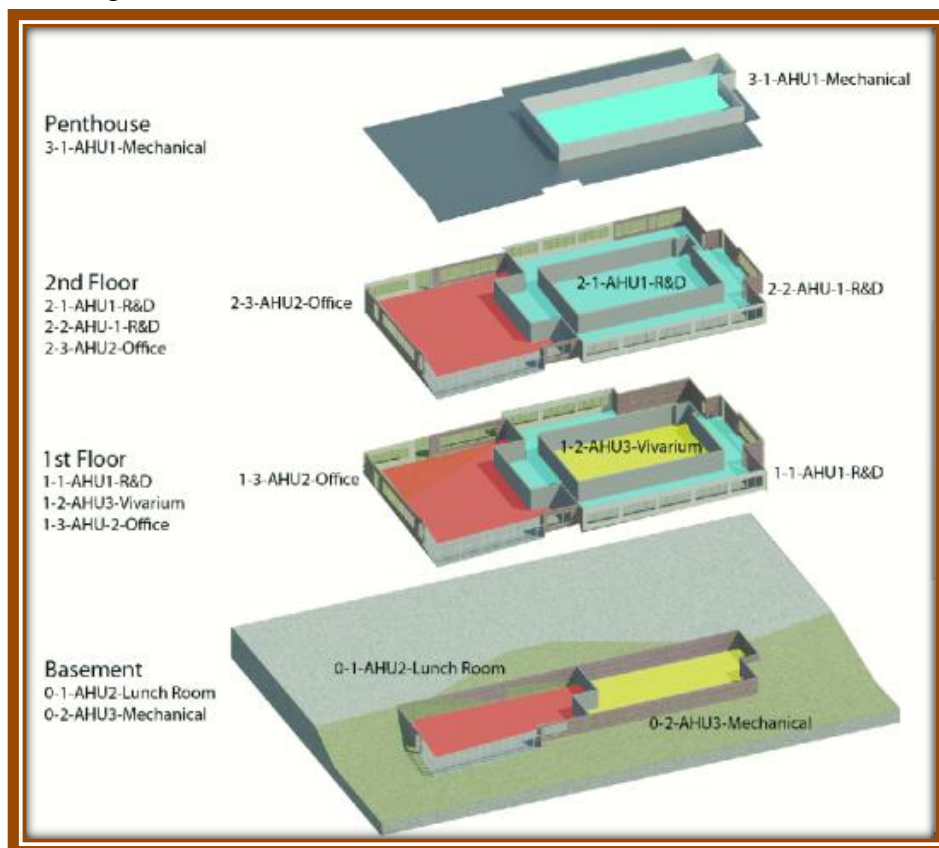 3-1-AHU1-Mechanical
Penthouse
3-1-AHU1-Mechanical
2nd Floor
2-1-AHU1-R&D
2-2-AHU-1-R&D
2-3-AHU2-Office
2-3-AHU2-Office
2-1-AHU1-R&D
2-2-AHU-1-R&D
1st Floor
1-1-AHU1-R&D
1-2-AHU3-Vivarium
1-3-AHU-2-Office
1-3-AHU2-Office
1-2-AHU3-Vivarium
1-1-AHU1-R&D
Basement
0-1-AHU2-Lunch Room
0-2-AHU3-Mechanical
0-1-AHU2-Lunch Room
0-2-AHU3-Mechanical